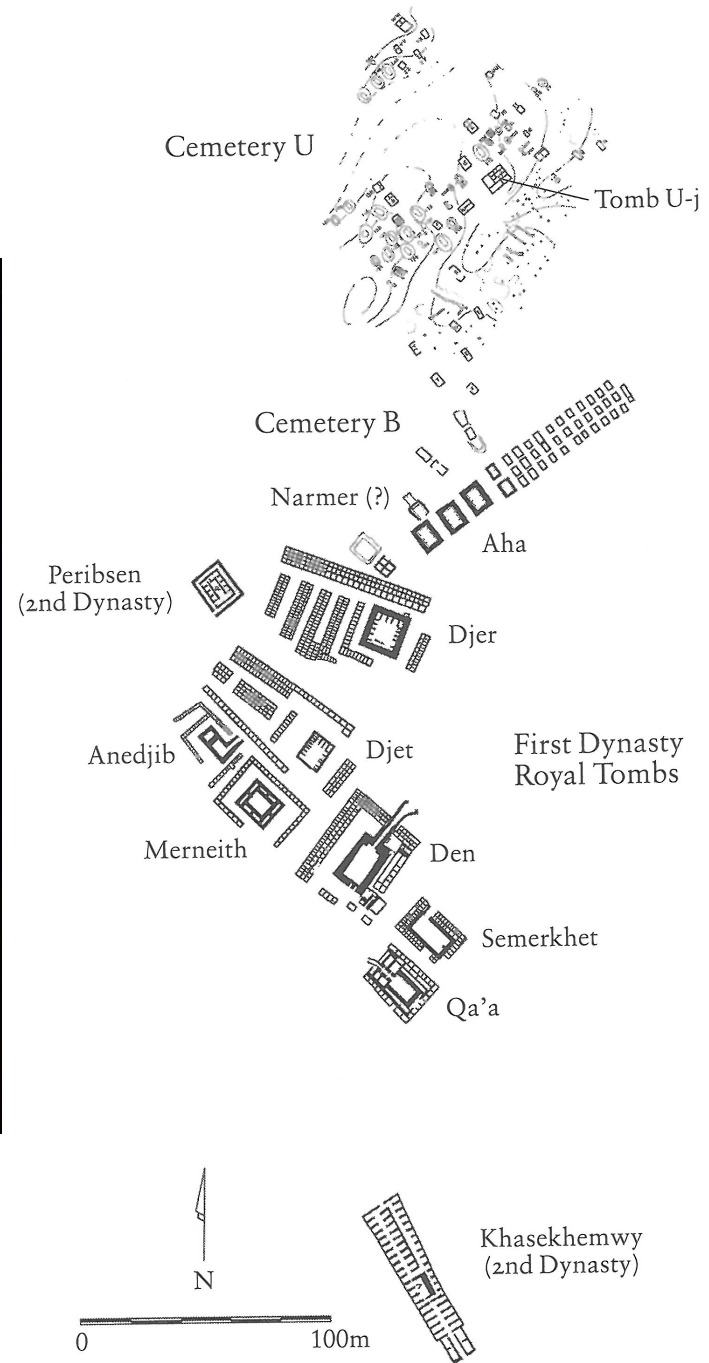 Cemetery U
Tomb U-j
Cemetery B
Narmer (?)
Aha
Peribsen
(2nd Dynasty)
Djer
First Dynasty
Royal Tombs
Anedjib
Djet
Merneith
Den
Semerkhet
Qa’a
Khasekhemwy
(2nd Dynasty)
N
0
100m